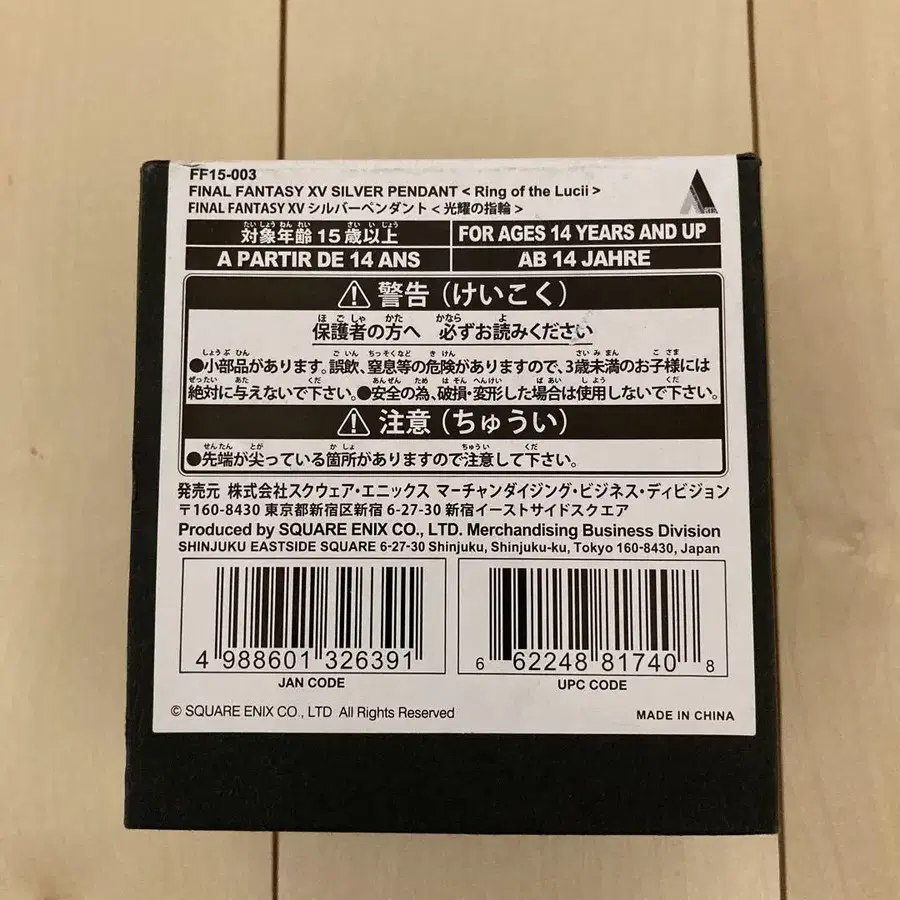 FF15-003
FINAL FANTASY XV SILVER PENDANT < Ring of the Lucii >
FINAL FANTASY XV シルバーペンダント < 光耀の指輪 >
対象年齢 15 歳以上
FOR AGES 14 YEARS AND UP
A PARTIR DE 14 ANS
AB 14 JAHRE
⚠ 警告 (けいこく)
保護者の方へ 必ずお読みください
●小部品があります。誤飲、窒息等の危険がありますので、3歳未満のお子様には
絶対に与えないで下さい。●安全の為、破損・変形した場合は使用しないで下さい。
⚠ 注意 (ちゅうい)
●先端が尖っている箇所がありますので注意して下さい。
発売元 株式会社スクウェア・エニックス マーチャンダイジング・ビジネス・ディビジョン
〒160-8430 東京都新宿区新宿 6-27-30 新宿イーストサイドスクエア
Produced by SQUARE ENIX CO., LTD. Merchandising Business Division
SHINJUKU EASTSIDE SQUARE 6-27-30 Shinjuku, Shinjuku-ku, Tokyo 160-8430, Japan
4 988601 326391
JAN CODE
6 62248 81740 8
UPC CODE
© SQUARE ENIX CO., LTD All Rights Reserved
MADE IN CHINA